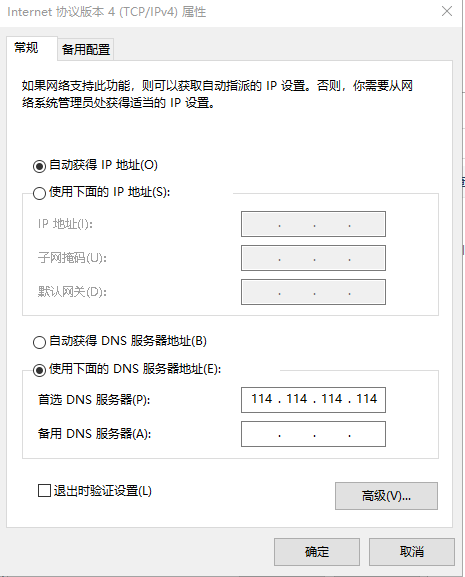 Internet 协议版本 4 (TCP/IPv4) 属性
常规
备用配置
如果网络支持此功能，则可以获取自动指派的 IP 设置。否则，你需要从网
络系统管理员处获得适当的 IP 设置。
自动获得 IP 地址(O)
使用下面的 IP 地址(S):
IP 地址(I):
子网掩码(U):
默认网关(D):
自动获得 DNS 服务器地址(B)
使用下面的 DNS 服务器地址(E):
首选 DNS 服务器(P):
114 . 114 . 114 . 114
备用 DNS 服务器(A):
退出时验证设置(L)
高级(V)...
确定
取消